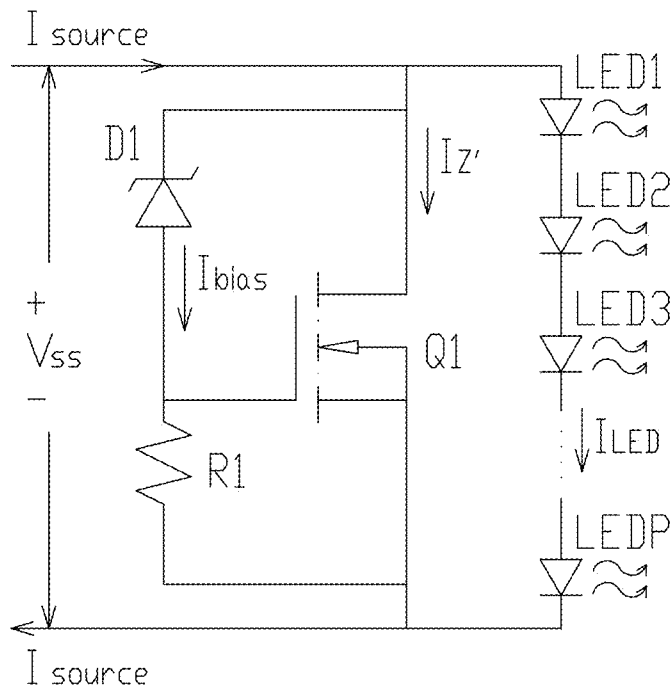 I source
LED1
D1
IZ'
LED2
Ibias
LED3
+
Vss
-
Q1
ILED
R1
LEDP
I source